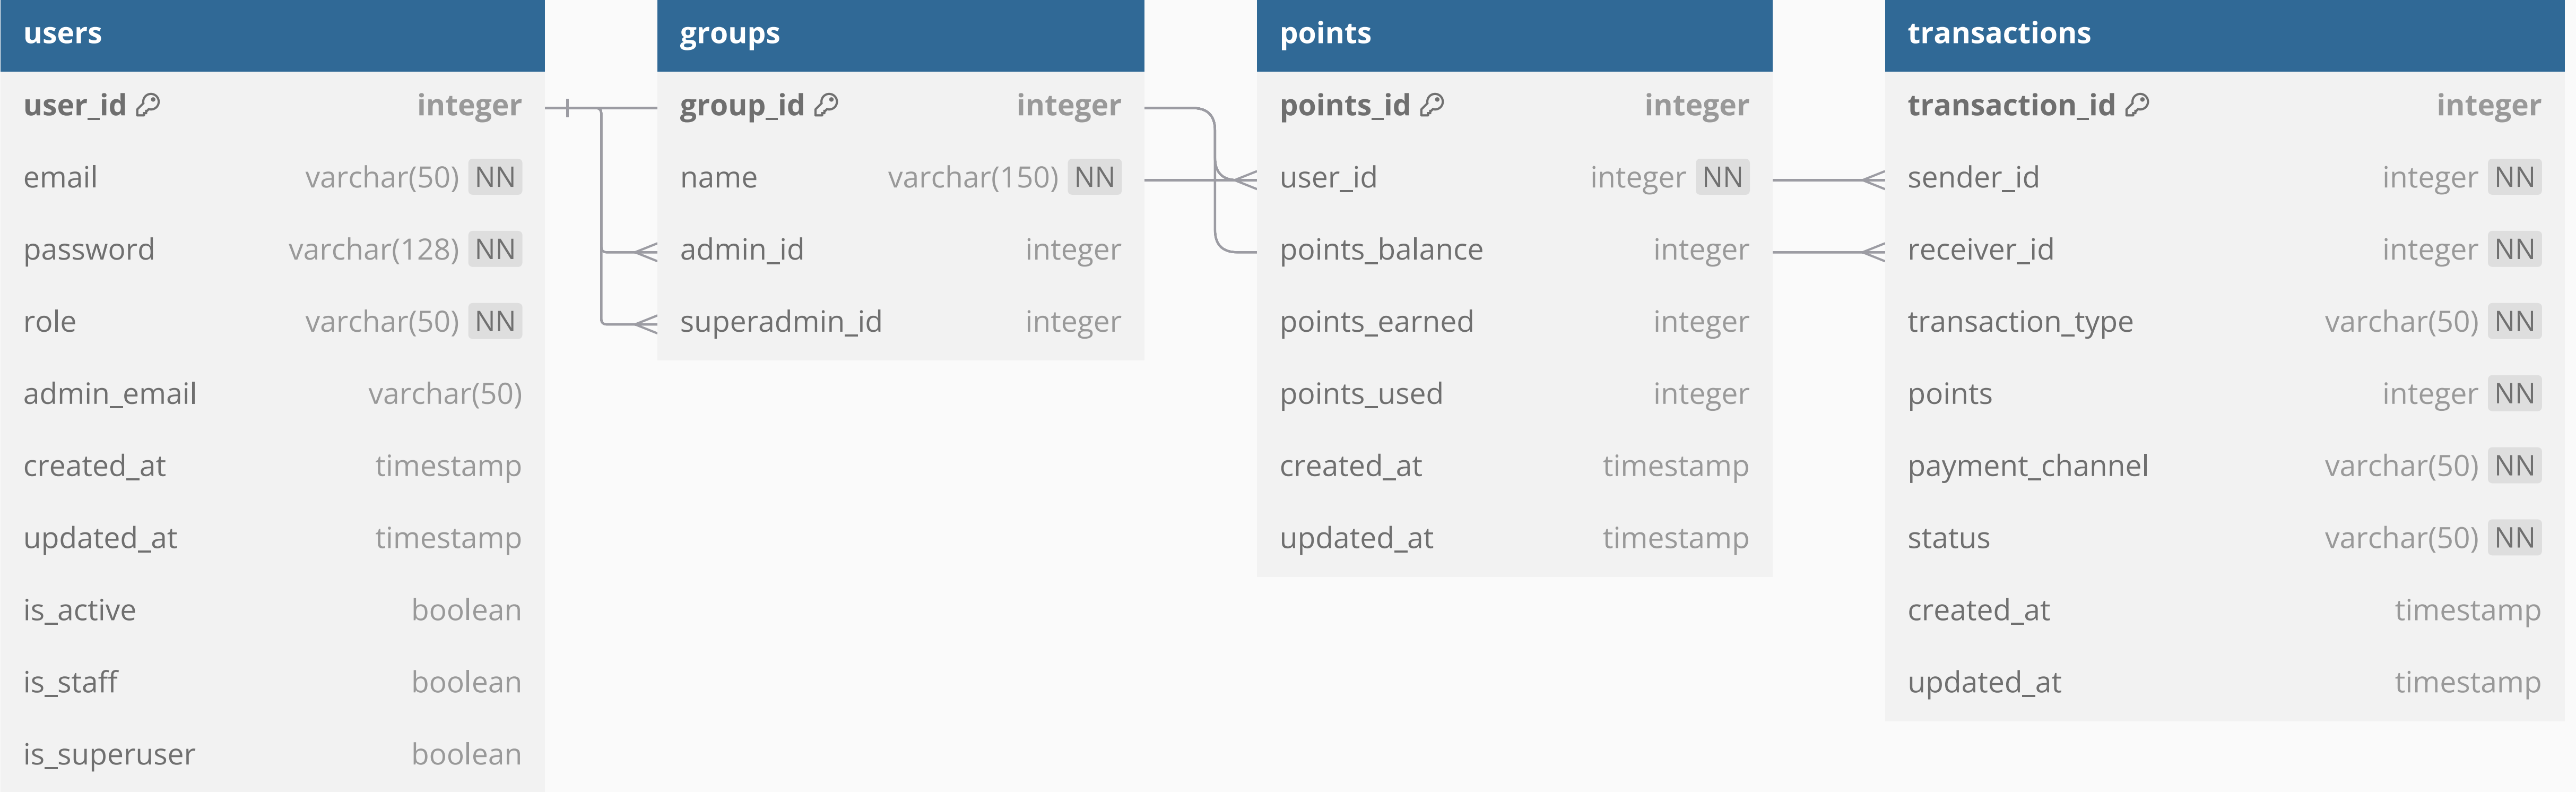 users
user_id integer
email varchar(50) NN
password varchar(128) NN
role varchar(50) NN
admin_email varchar(50)
created_at timestamp
updated_at timestamp
is_active boolean
is_staff boolean
is_superuser boolean
groups
group_id integer
name varchar(150) NN
admin_id integer
superadmin_id integer
points
points_id integer
user_id integer NN
points_balance integer
points_earned integer
points_used integer
created_at timestamp
updated_at timestamp
transactions
transaction_id integer
sender_id integer NN
receiver_id integer NN
transaction_type varchar(50) NN
points integer NN
payment_channel varchar(50) NN
status varchar(50) NN
created_at timestamp
updated_at timestamp